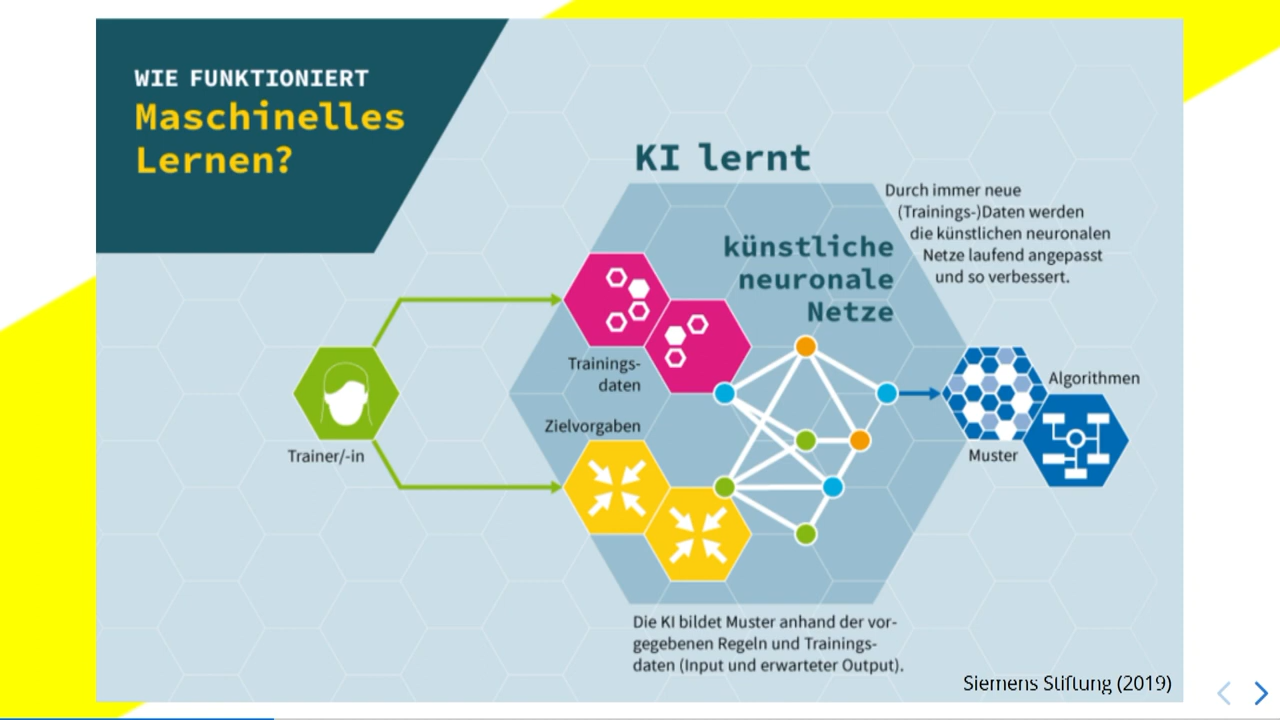 WIE FUNKTIONIERT
Maschinelles
Lernen?
KI lernt
Durch immer neue
(Trainings-)Daten werden
die künstlichen neuronalen
Netze laufend angepasst
und so verbessert.
künstliche
neuronale
Netze
Trainings-
daten
Zielvorgaben
Trainer/-in
Algorithmen
Muster
Die KI bildet Muster anhand der vor-
gegebenen Regeln und Trainings-
daten (Input und erwarteter Output).
Siemens Stiftung (2019)